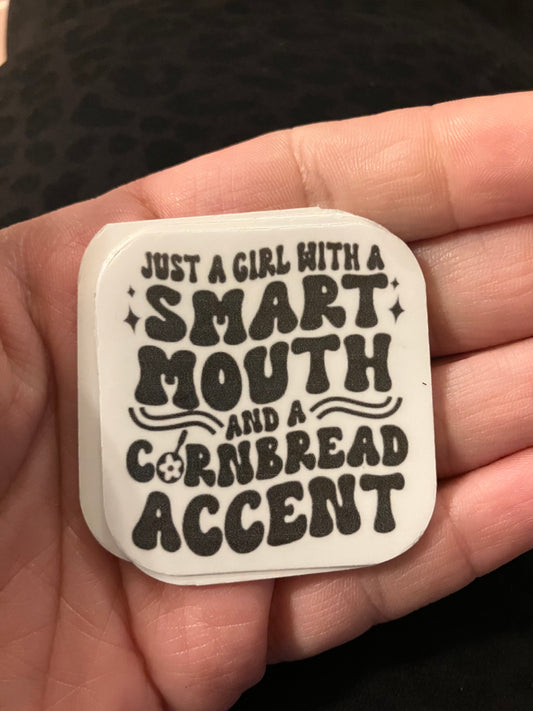 JUST A GIRL WITH A
SMART
MOUTH
AND A
CORNBREAD
ACCENT